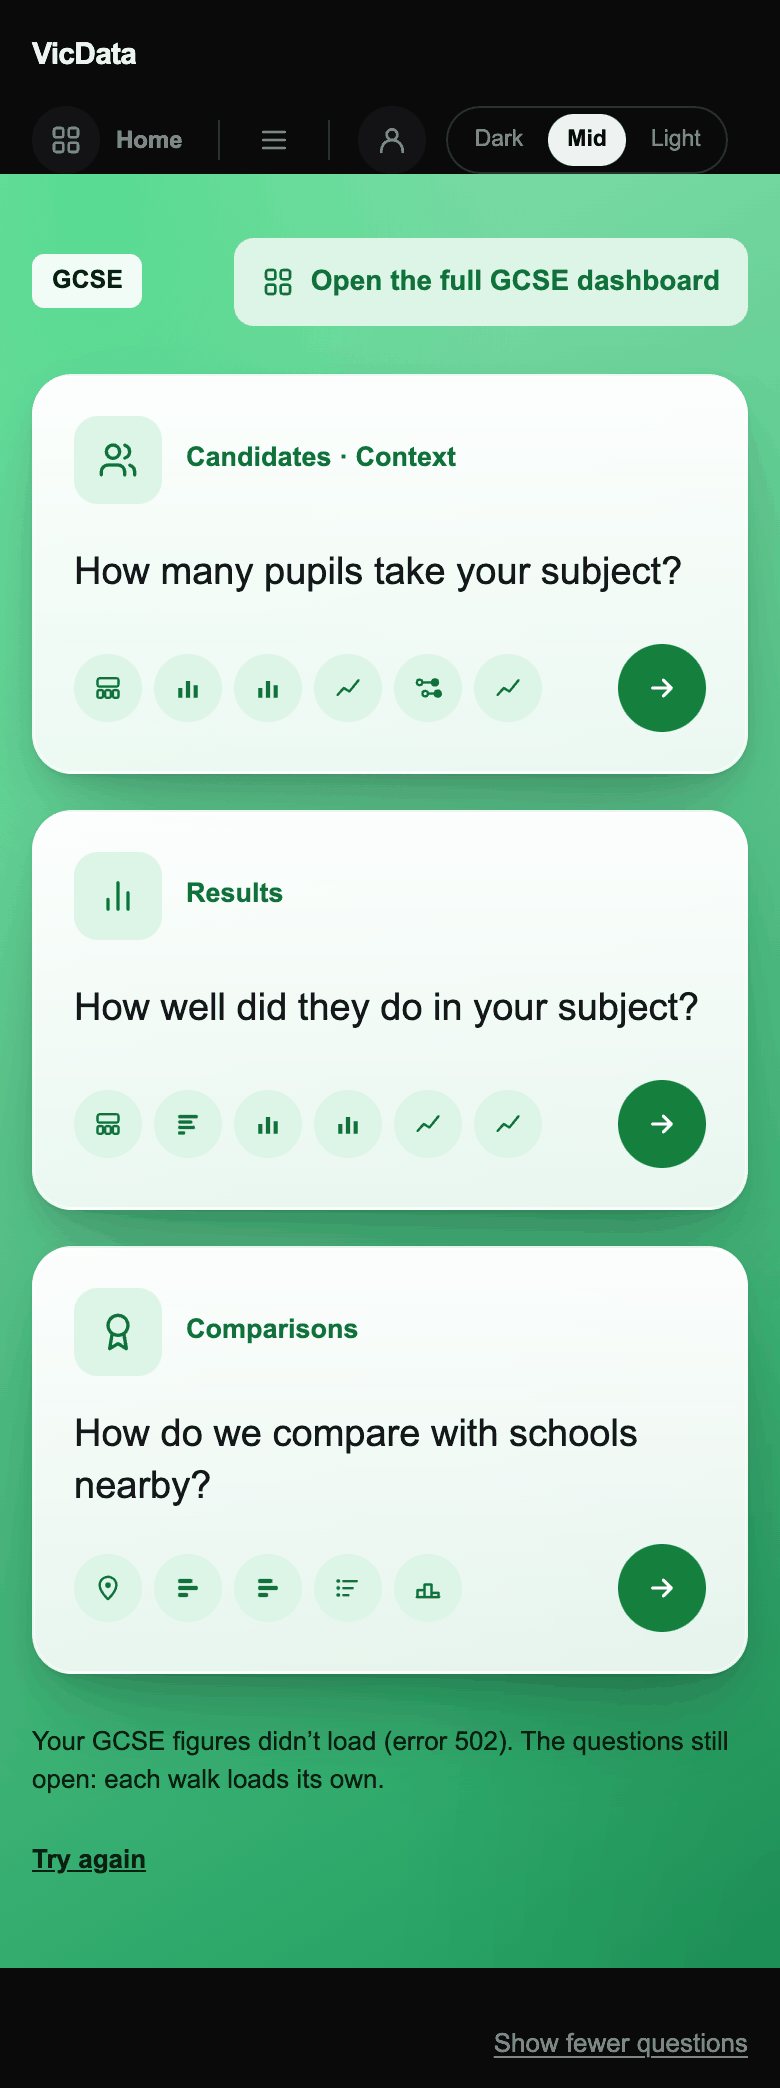 VicData
Home
Dark Mid Light
GCSE
Open the full GCSE dashboard
Candidates · Context
How many pupils take your subject?
Results
How well did they do in your subject?
Comparisons
How do we compare with schools
nearby?
Your GCSE figures didn’t load (error 502). The questions still
open: each walk loads its own.
Try again
Show fewer questions